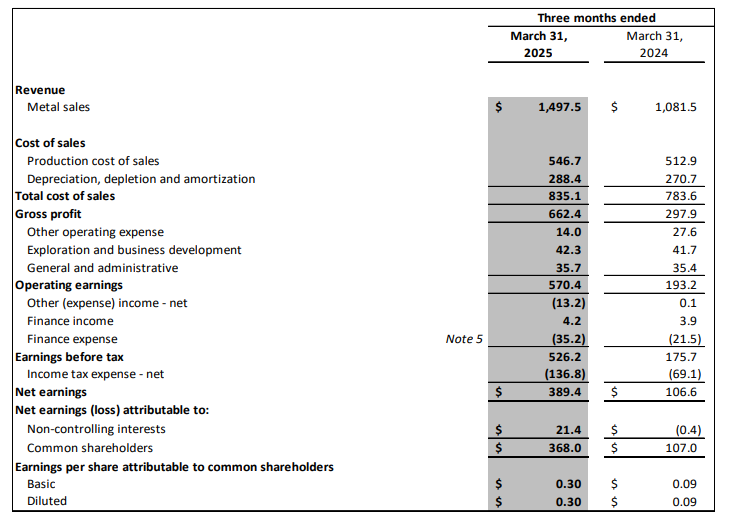 Three months ended
March 31, March 31,
2025 2024
Revenue
Metal sales $ 1,497.5 $ 1,081.5
Cost of sales
Production cost of sales 546.7 512.9
Depreciation, depletion and amortization 288.4 270.7
Total cost of sales 835.1 783.6
Gross profit 662.4 297.9
Other operating expense 14.0 27.6
Exploration and business development 42.3 41.7
General and administrative 35.7 35.4
Operating earnings 570.4 193.2
Other (expense) income - net (13.2) 0.1
Finance income 4.2 3.9
Finance expense Note 5 (35.2) (21.5)
Earnings before tax 526.2 175.7
Income tax expense - net (136.8) (69.1)
Net earnings $ 389.4 $ 106.6
Net earnings (loss) attributable to:
Non-controlling interests $ 21.4 $ (0.4)
Common shareholders $ 368.0 $ 107.0
Earnings per share attributable to common shareholders
Basic $ 0.30 $ 0.09
Diluted $ 0.30 $ 0.09